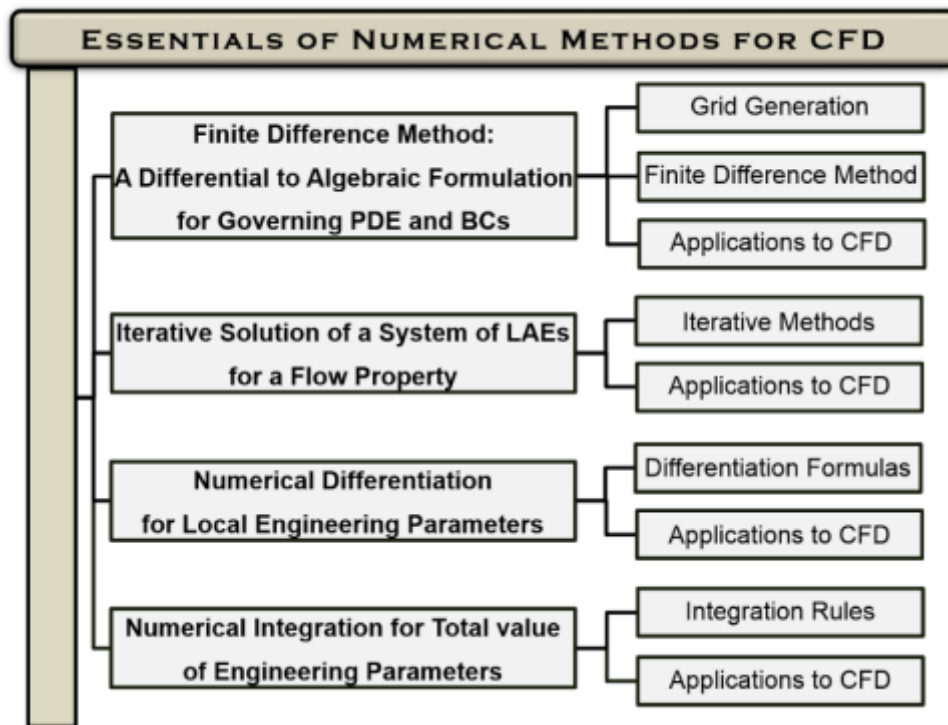 ESSENTIALS OF NUMERICAL METHODS FOR CFD
Finite Difference Method:
A Differential to Algebraic Formulation
for Governing PDE and BCs
Grid Generation
Finite Difference Method
Applications to CFD
Iterative Solution of a System of LAEs
for a Flow Property
Iterative Methods
Applications to CFD
Numerical Differentiation
for Local Engineering Parameters
Differentiation Formulas
Applications to CFD
Numerical Integration for Total value
of Engineering Parameters
Integration Rules
Applications to CFD